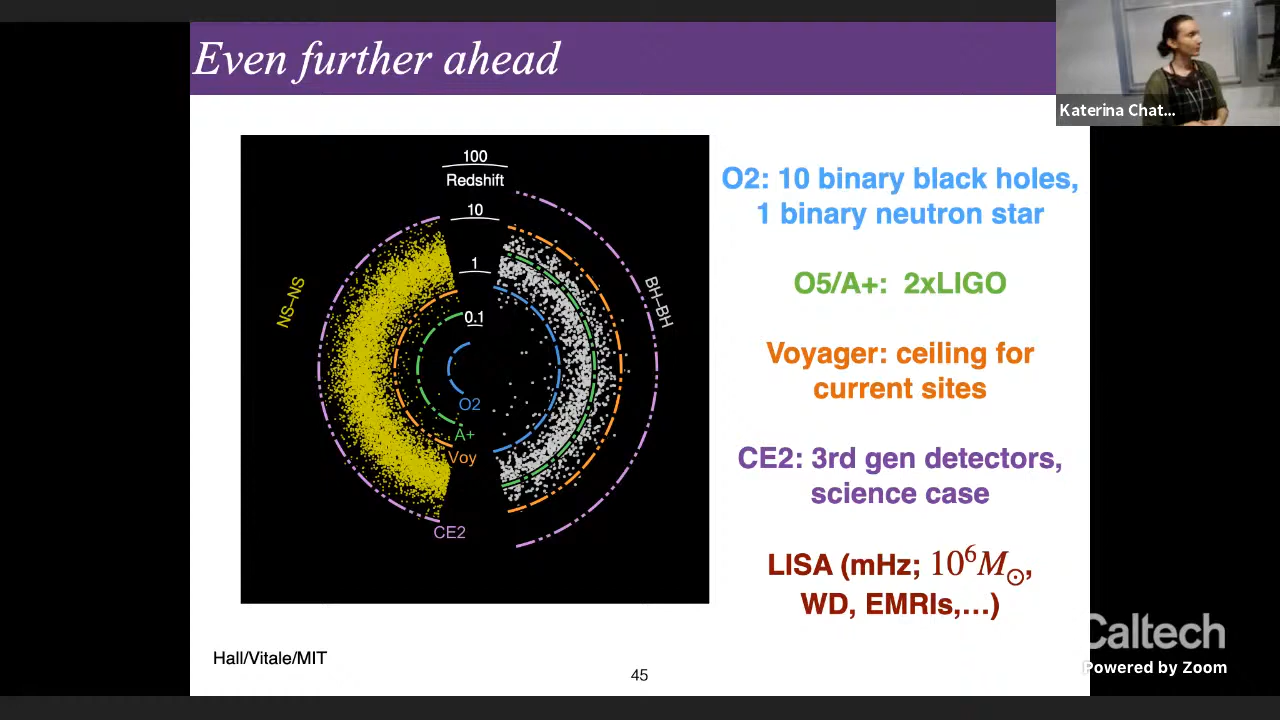 Even further ahead
Katerina Chat...
100
Redshift
10
1
0.1
NS–NS
BH–BH
O2
A+
Voy
CE2
O2: 10 binary black holes,
1 binary neutron star
O5/A+: 2xLIGO
Voyager: ceiling for
current sites
CE2: 3rd gen detectors,
science case
LISA (mHz; 10⁶M☉,
WD, EMRIs,...)
Hall/Vitale/MIT
45
Caltech
Powered by Zoom